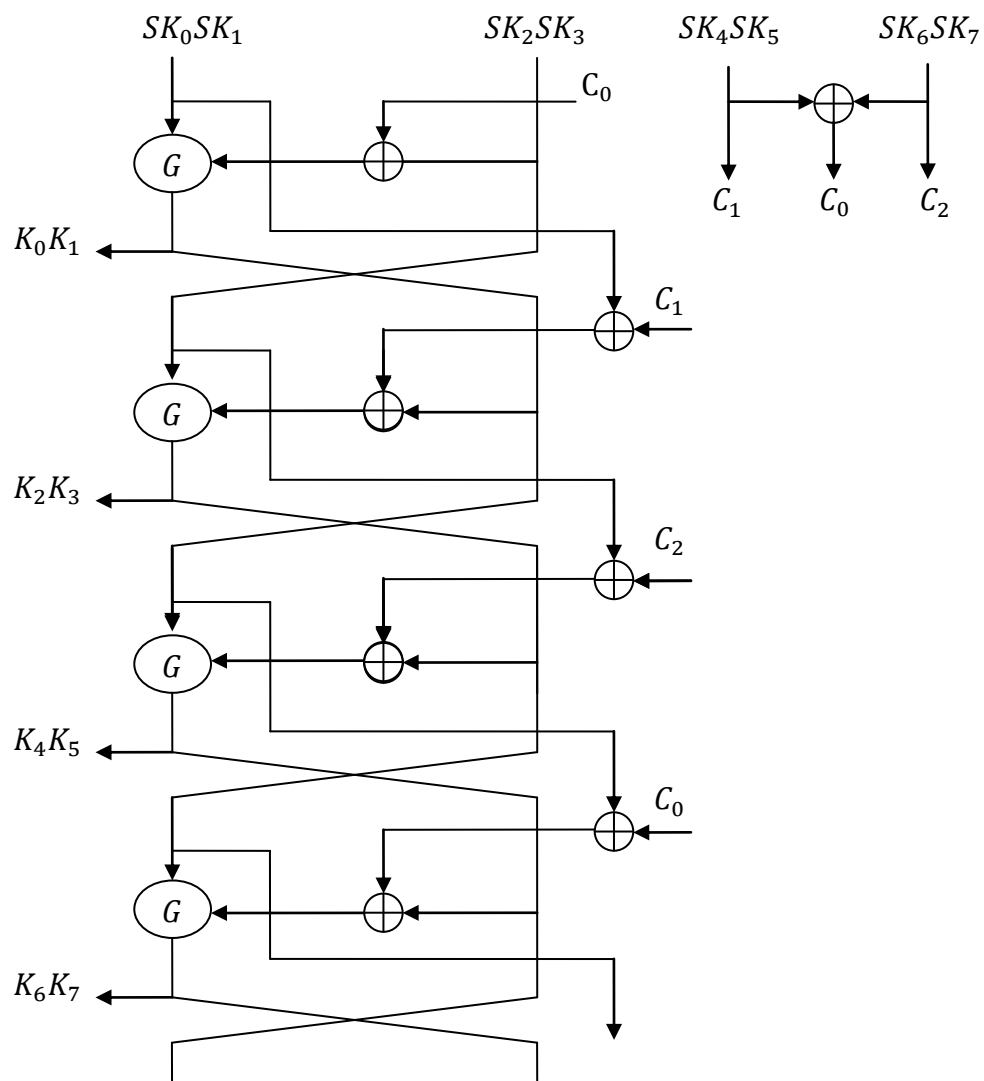 SK₀SK₁ SK₂SK₃ SK₄SK₅ SK₆SK₇
C₀
G
C₁ C₀ C₂
K₀K₁
C₁
G
K₂K₃
C₂
G
K₄K₅
C₀
G
K₆K₇